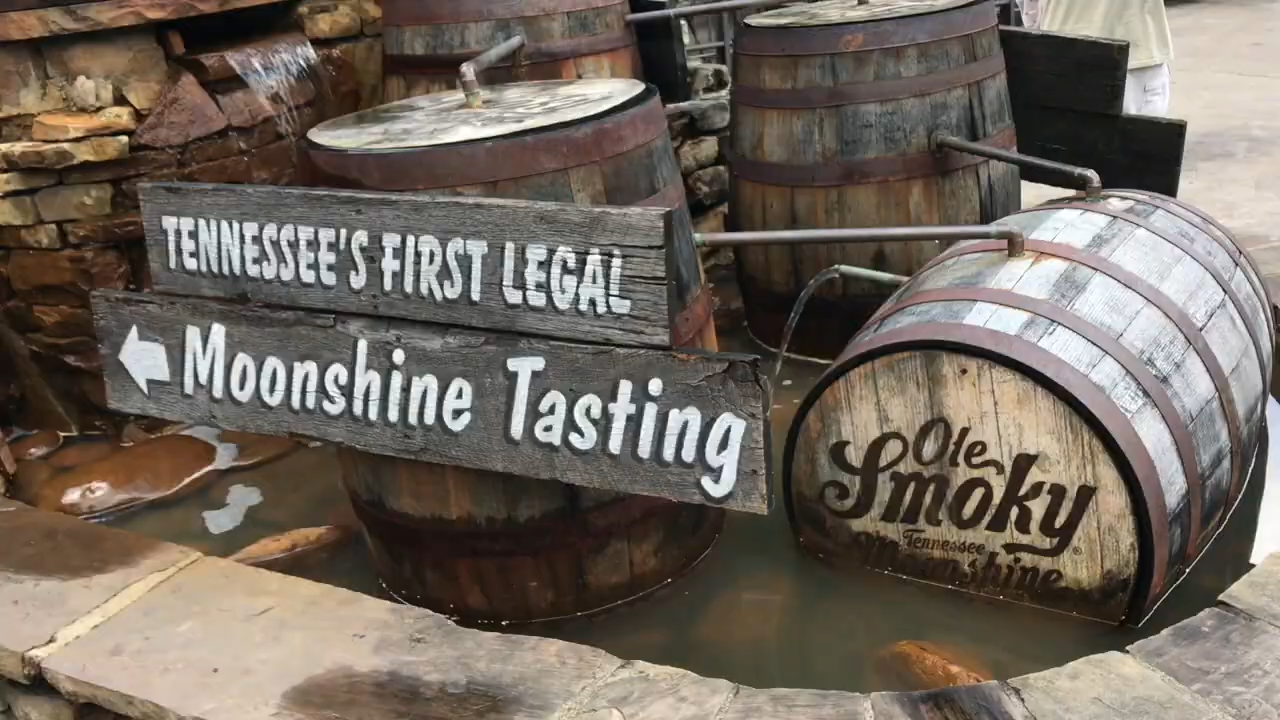 TENNESSEE'S FIRST LEGAL
Moonshine Tasting
Ole
Smoky®
Tennessee
Moonshine